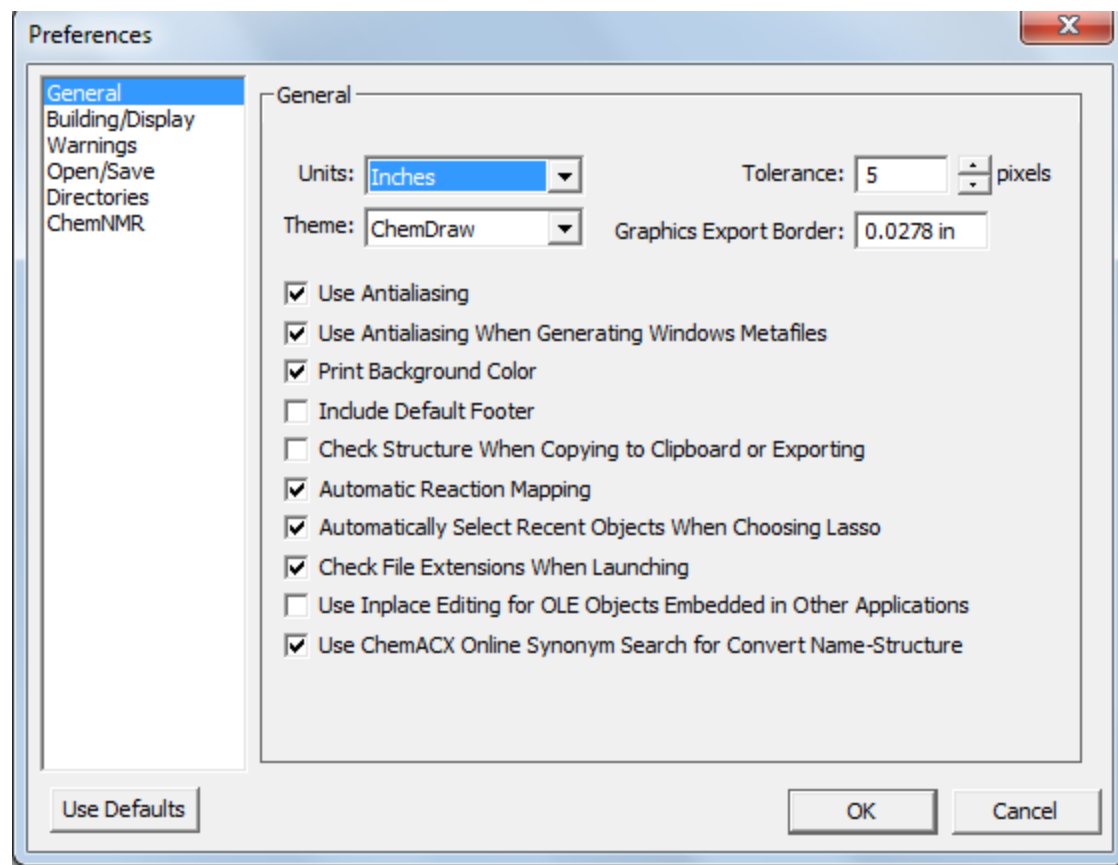 Preferences
General
Building/Display
Warnings
Open/Save
Directories
ChemNMR
General
Units: Inches
Tolerance: 5 pixels
Theme: ChemDraw
Graphics Export Border: 0.0278 in
Use Antialiasing
Use Antialiasing When Generating Windows Metafiles
Print Background Color
Include Default Footer
Check Structure When Copying to Clipboard or Exporting
Automatic Reaction Mapping
Automatically Select Recent Objects When Choosing Lasso
Check File Extensions When Launching
Use Inplace Editing for OLE Objects Embedded in Other Applications
Use ChemACX Online Synonym Search for Convert Name-Structure
Use Defaults
OK
Cancel